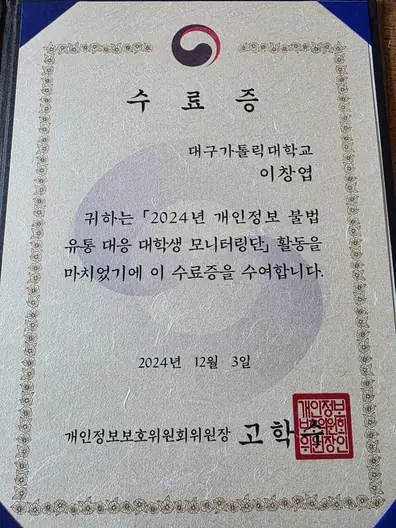 수료증
대구가톨릭대학교
이창엽
귀하는 「2024년 개인정보 불법
유통 대응 대학생 모니터링단」 활동을
마치었기에 이 수료증을 수여합니다.
2024년 12월 3일
개인정보보호위원회위원장 고학수
개인정보
보호위원회
위원장인